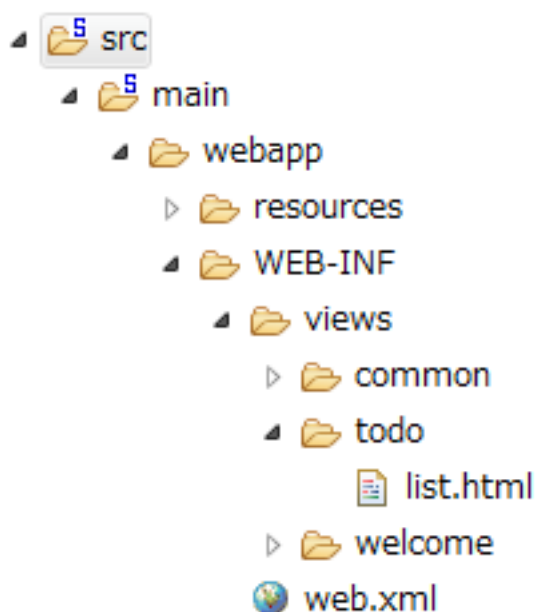 src
main
webapp
resources
WEB-INF
views
common
todo
list.html
welcome
web.xml